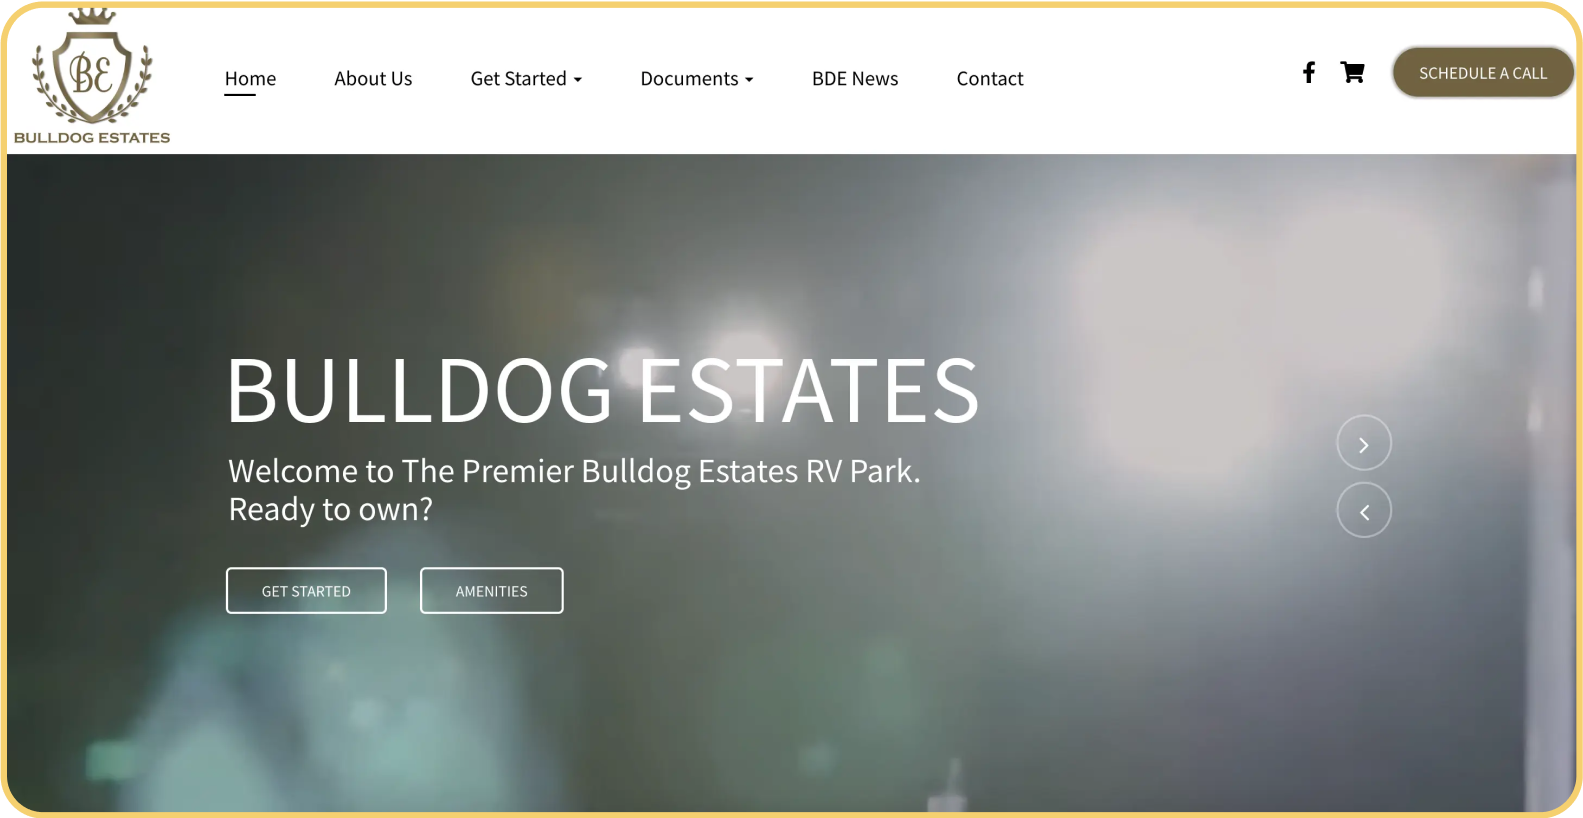 BE
BULLDOG ESTATES
Home
About Us
Get Started
Documents
BDE News
Contact
SCHEDULE A CALL
BULLDOG ESTATES
Welcome to The Premier Bulldog Estates RV Park.
Ready to own?
GET STARTED
AMENITIES